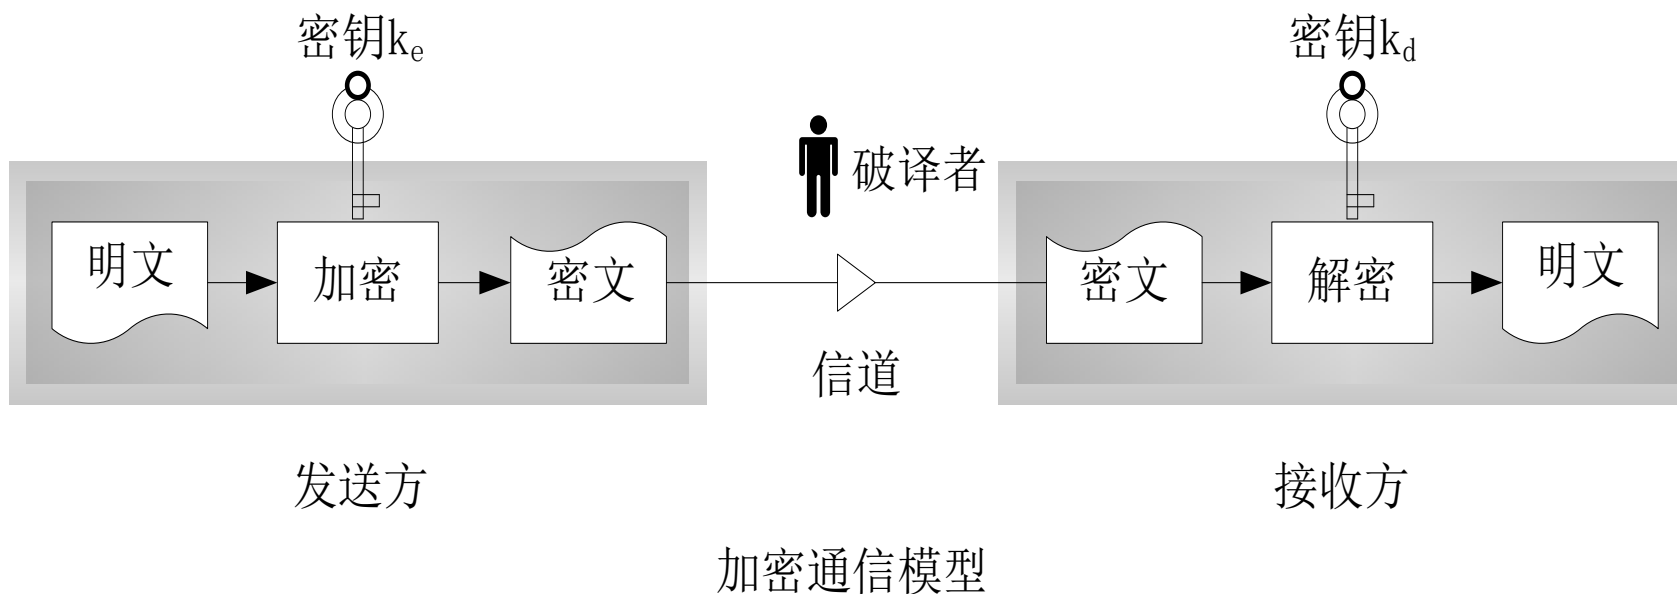 密钥ke
密钥kd
破译者
明文
加密
密文
密文
解密
明文
信道
发送方
接收方
加密通信模型